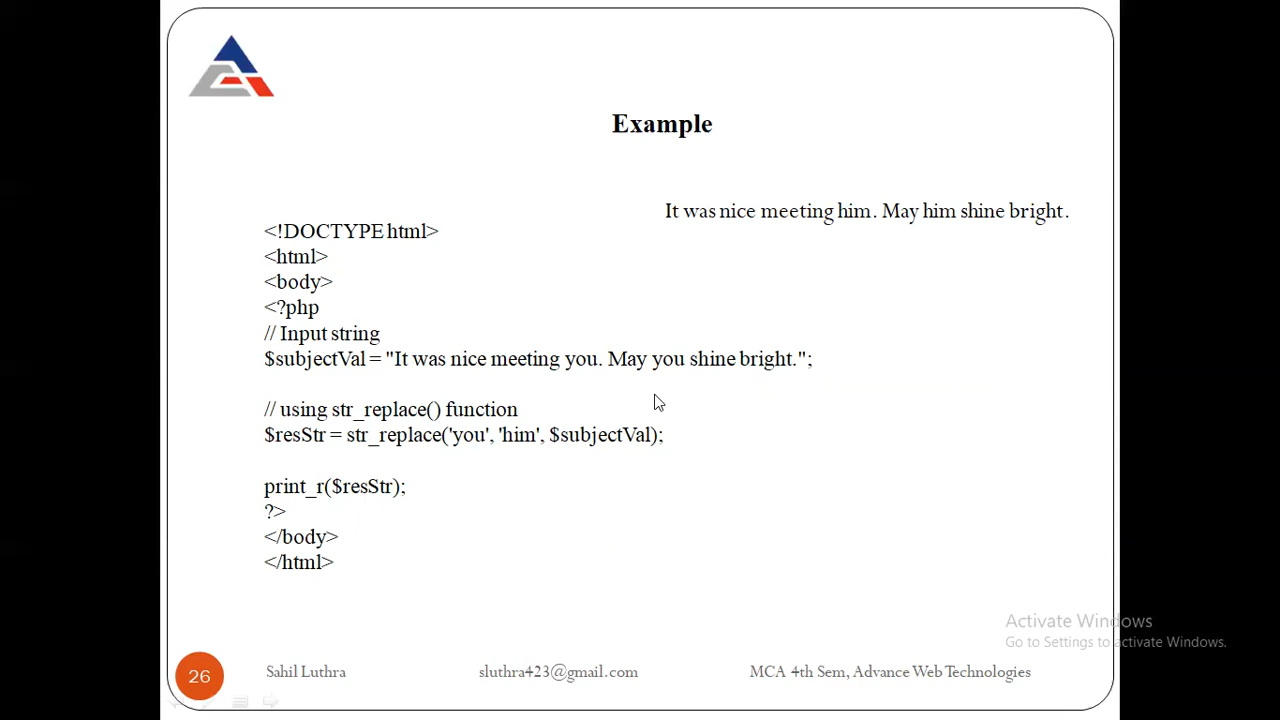 Example
It was nice meeting him. May him shine bright.
<!DOCTYPE html>
<html>
<body>
<?php
// Input string
$subjectVal = "It was nice meeting you. May you shine bright.";
// using str_replace() function
$resStr = str_replace('you', 'him', $subjectVal);
print_r($resStr);
?>
</body>
</html>
Activate Windows
Go to Settings to activate Windows.
26 Sahil Luthra sluthra423@gmail.com MCA 4th Sem, Advance Web Technologies